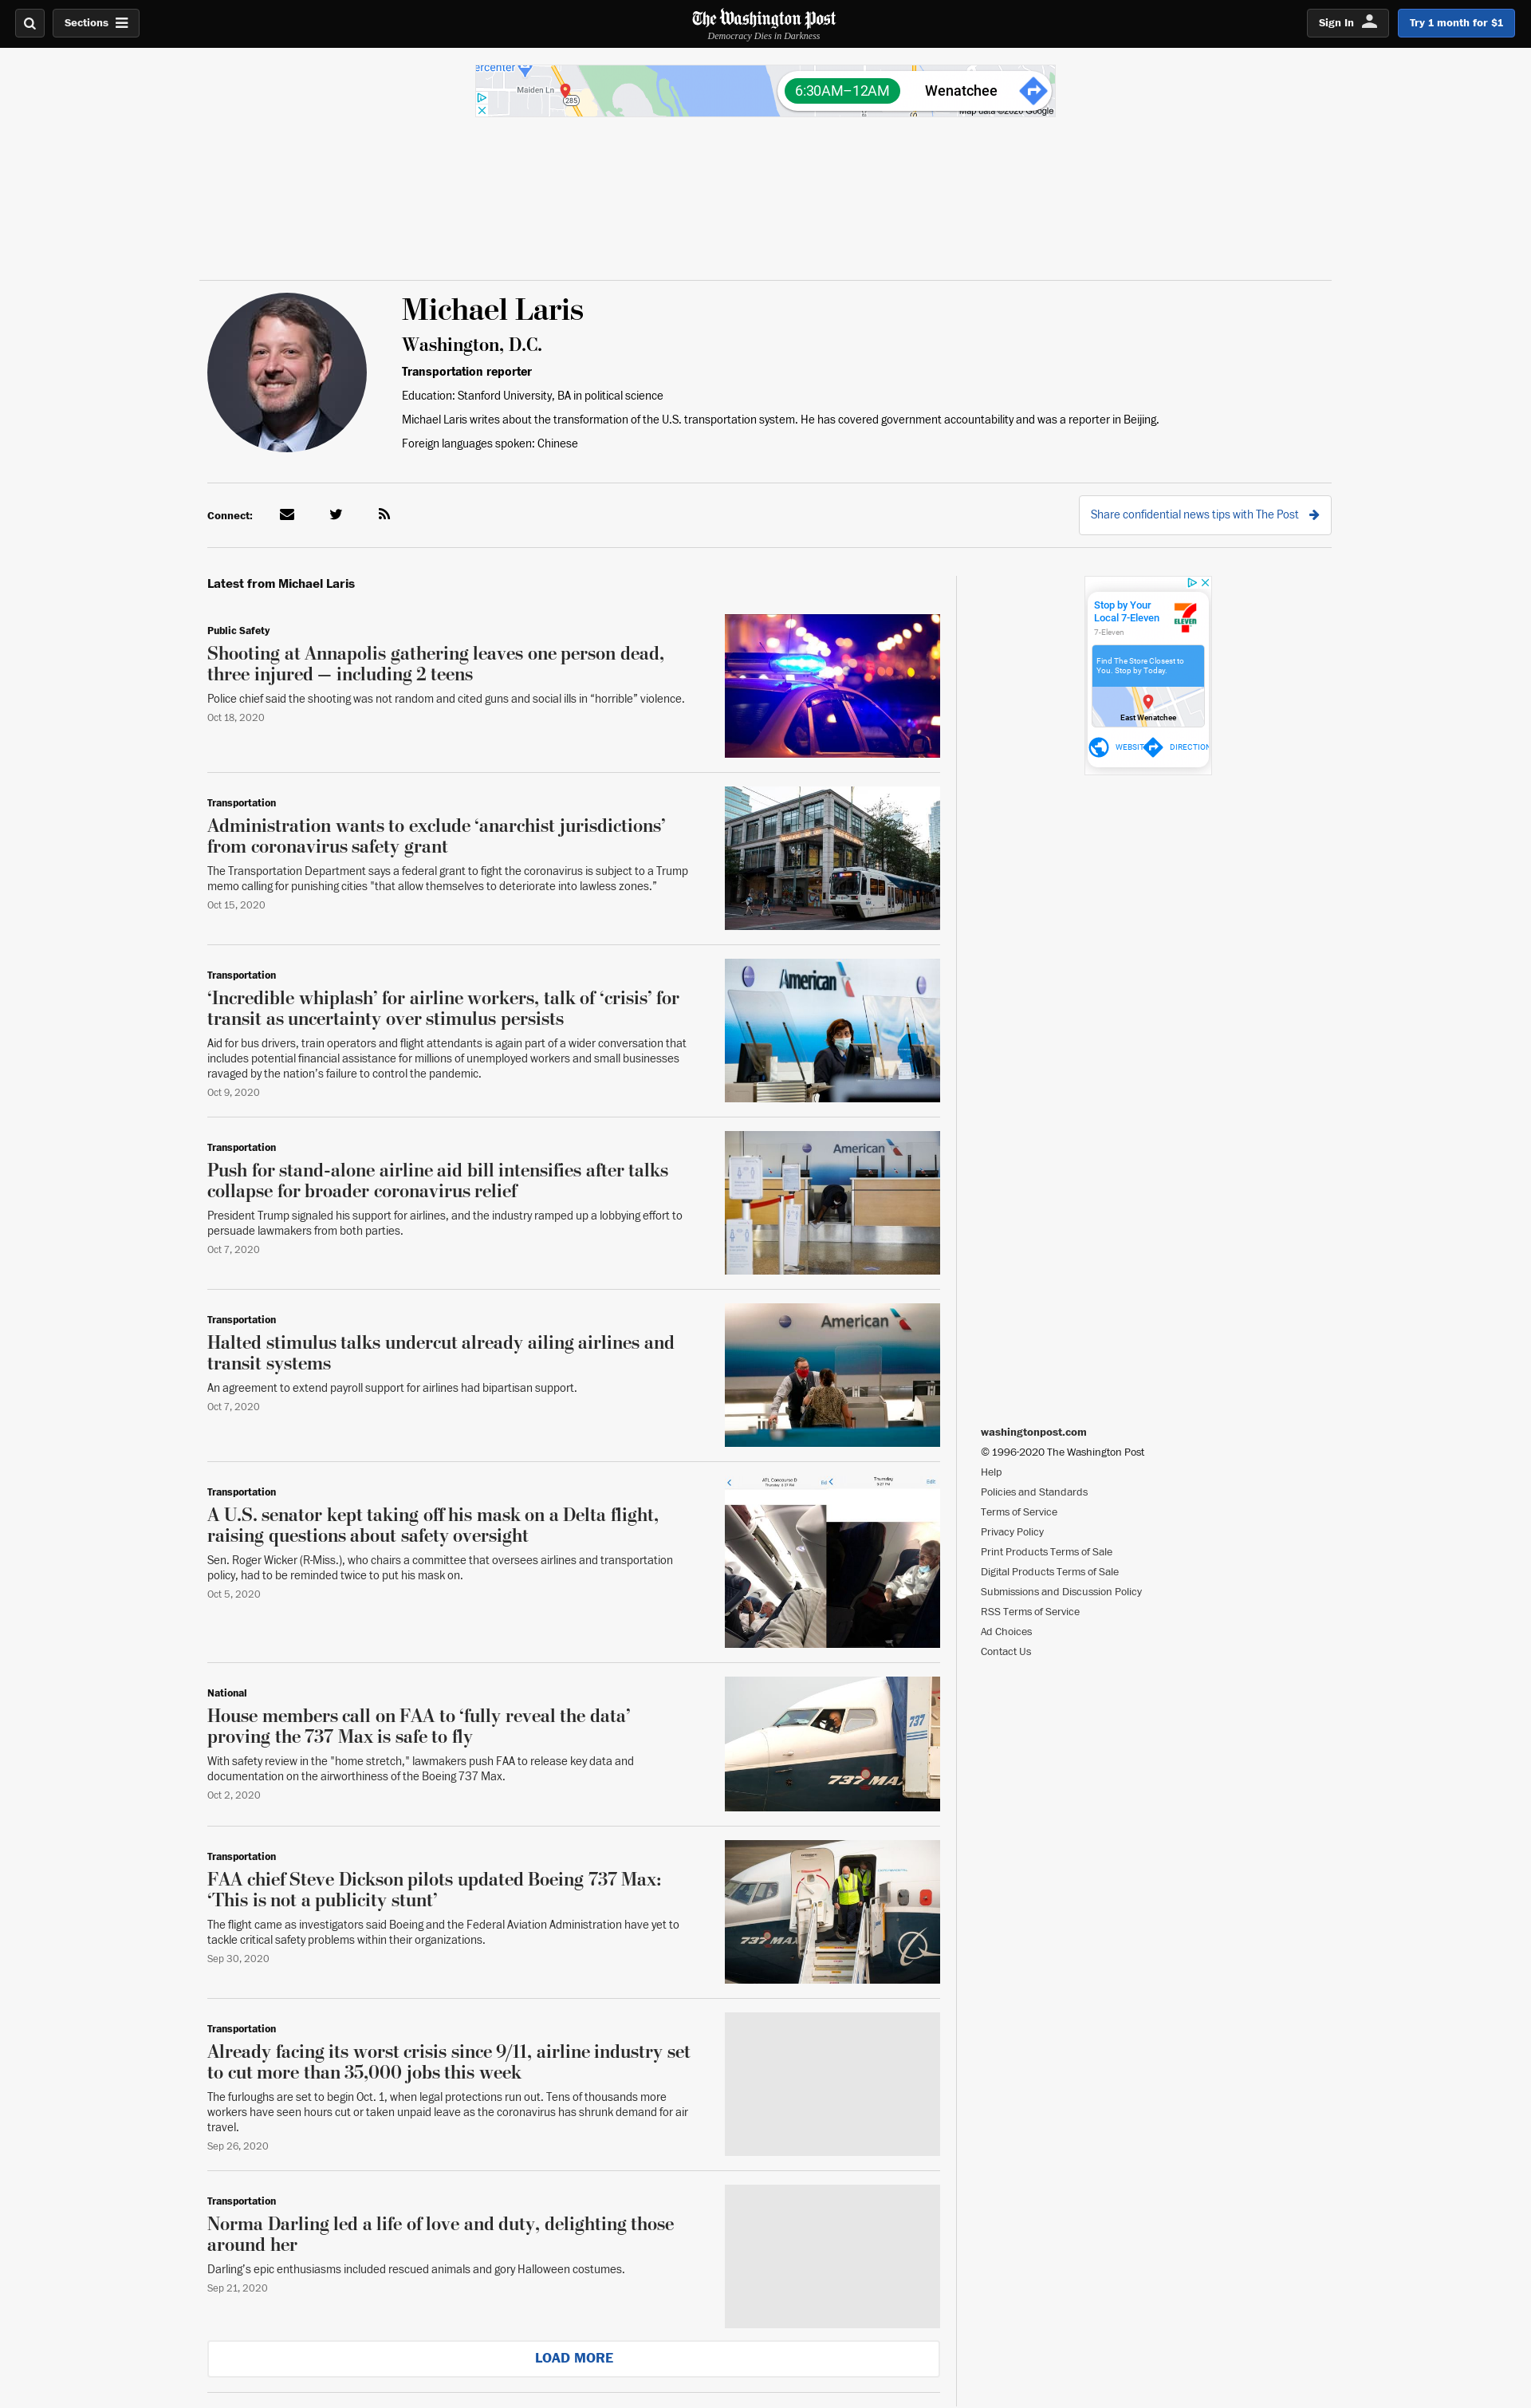 Sections
The Washington Post
Democracy Dies in Darkness
Sign In
Try 1 month for $1
ercenter
Maiden Ln
285
6:30AM–12AM
Wenatchee
Map data ©2020 Google
Michael Laris
Washington, D.C.
Transportation reporter
Education: Stanford University, BA in political science
Michael Laris writes about the transformation of the U.S. transportation system. He has covered government accountability and was a reporter in Beijing.
Foreign languages spoken: Chinese
Connect:
Share confidential news tips with The Post
Latest from Michael Laris
Public Safety
Shooting at Annapolis gathering leaves one person dead,
three injured — including 2 teens
Police chief said the shooting was not random and cited guns and social ills in “horrible” violence.
Oct 18, 2020
Transportation
Administration wants to exclude ‘anarchist jurisdictions’
from coronavirus safety grant
The Transportation Department says a federal grant to fight the coronavirus is subject to a Trump
memo calling for punishing cities "that allow themselves to deteriorate into lawless zones.”
Oct 15, 2020
Transportation
‘Incredible whiplash’ for airline workers, talk of ‘crisis’ for
transit as uncertainty over stimulus persists
Aid for bus drivers, train operators and flight attendants is again part of a wider conversation that
includes potential financial assistance for millions of unemployed workers and small businesses
ravaged by the nation’s failure to control the pandemic.
Oct 9, 2020
American
Transportation
Push for stand-alone airline aid bill intensifies after talks
collapse for broader coronavirus relief
President Trump signaled his support for airlines, and the industry ramped up a lobbying effort to
persuade lawmakers from both parties.
Oct 7, 2020
American
Transportation
Halted stimulus talks undercut already ailing airlines and
transit systems
An agreement to extend payroll support for airlines had bipartisan support.
Oct 7, 2020
American
Transportation
A U.S. senator kept taking off his mask on a Delta flight,
raising questions about safety oversight
Sen. Roger Wicker (R-Miss.), who chairs a committee that oversees airlines and transportation
policy, had to be reminded twice to put his mask on.
Oct 5, 2020
ATL Concourse D
Thursday
Edit
National
House members call on FAA to ‘fully reveal the data’
proving the 737 Max is safe to fly
With safety review in the "home stretch," lawmakers push FAA to release key data and
documentation on the airworthiness of the Boeing 737 Max.
Oct 2, 2020
737
737 MAX
Transportation
FAA chief Steve Dickson pilots updated Boeing 737 Max:
‘This is not a publicity stunt’
The flight came as investigators said Boeing and the Federal Aviation Administration have yet to
tackle critical safety problems within their organizations.
Sep 30, 2020
737 MAX
Transportation
Already facing its worst crisis since 9/11, airline industry set
to cut more than 35,000 jobs this week
The furloughs are set to begin Oct. 1, when legal protections run out. Tens of thousands more
workers have seen hours cut or taken unpaid leave as the coronavirus has shrunk demand for air
travel.
Sep 26, 2020
Transportation
Norma Darling led a life of love and duty, delighting those
around her
Darling’s epic enthusiasms included rescued animals and gory Halloween costumes.
Sep 21, 2020
LOAD MORE
Stop by Your
Local 7-Eleven
7-Eleven
7 ELEVEN
Find The Store Closest to
You. Stop by Today.
East Wenatchee
WEBSIT
DIRECTION
washingtonpost.com
© 1996-2020 The Washington Post
Help
Policies and Standards
Terms of Service
Privacy Policy
Print Products Terms of Sale
Digital Products Terms of Sale
Submissions and Discussion Policy
RSS Terms of Service
Ad Choices
Contact Us